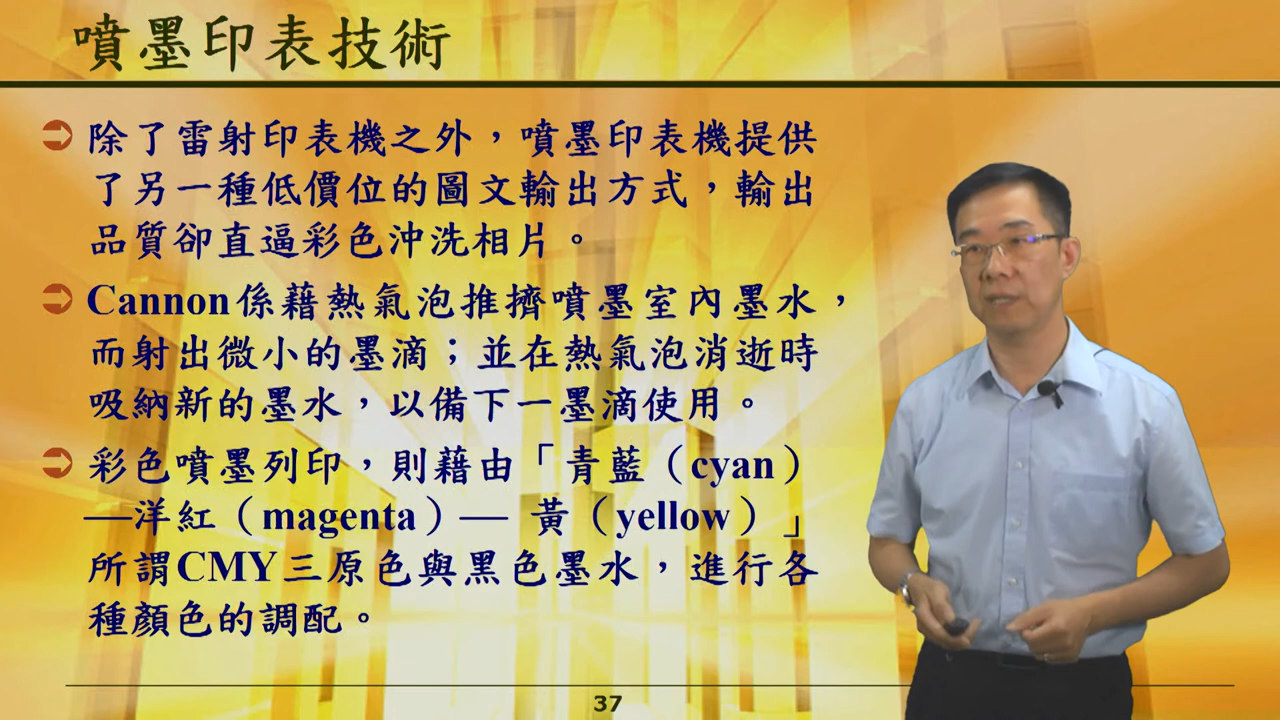 噴墨印表技術
除了雷射印表機之外，噴墨印表機提供
了另一種低價位的圖文輸出方式，輸出
品質卻直逼彩色沖洗相片。
Cannon係藉熱氣泡推擠噴墨室內墨水，
而射出微小的墨滴；並在熱氣泡消逝時
吸納新的墨水，以備下一墨滴使用。
彩色噴墨列印，則藉由「青藍（cyan）
—洋紅（magenta）— 黃（yellow）」
所謂CMY三原色與黑色墨水，進行各
種顏色的調配。
37